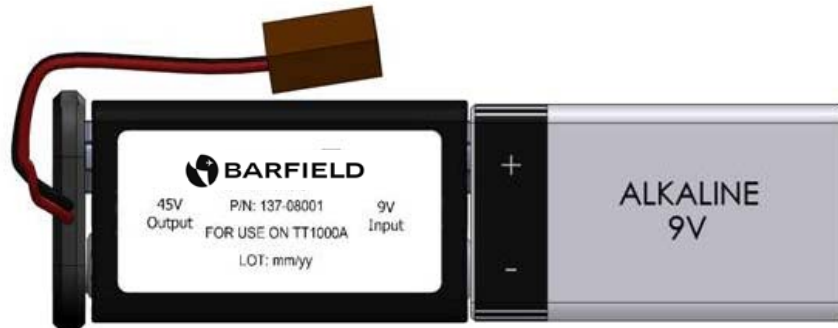 BARFIELD
45V
Output
P/N: 137-08001
FOR USE ON TT1000A
LOT: mm/yy
9V
Input
+
-
ALKALINE
9V